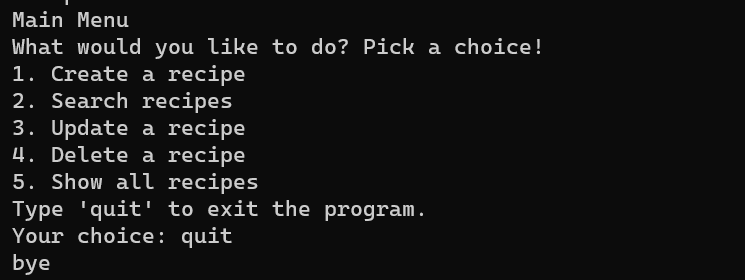 Main Menu
What would you like to do? Pick a choice!
1. Create a recipe
2. Search recipes
3. Update a recipe
4. Delete a recipe
5. Show all recipes
Type 'quit' to exit the program.
Your choice: quit
bye